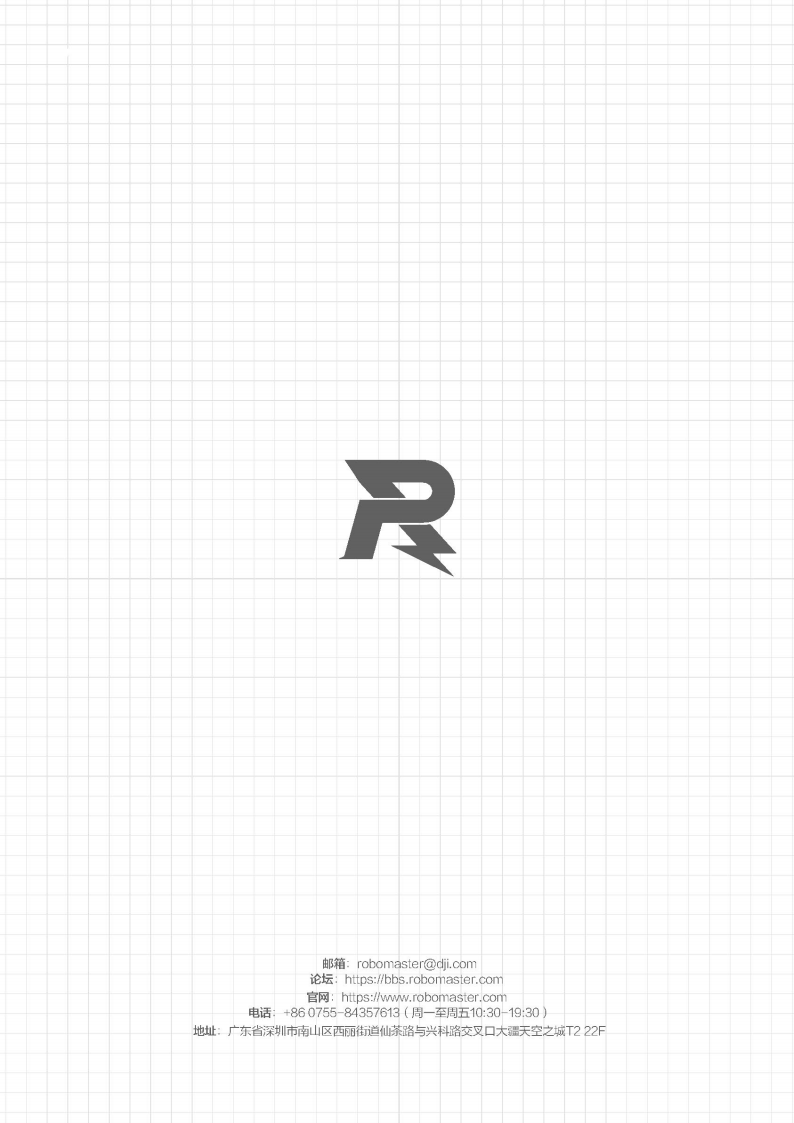 邮箱：robomaster@dji.com
论坛：https://bbs.robomaster.com
官网：https://www.robomaster.com
电话：+86 0755-84357613（周一至周五10:30-19:30）
地址：广东省深圳市南山区西丽街道仙茶路与兴科路交叉口大疆天空之城T2 22F